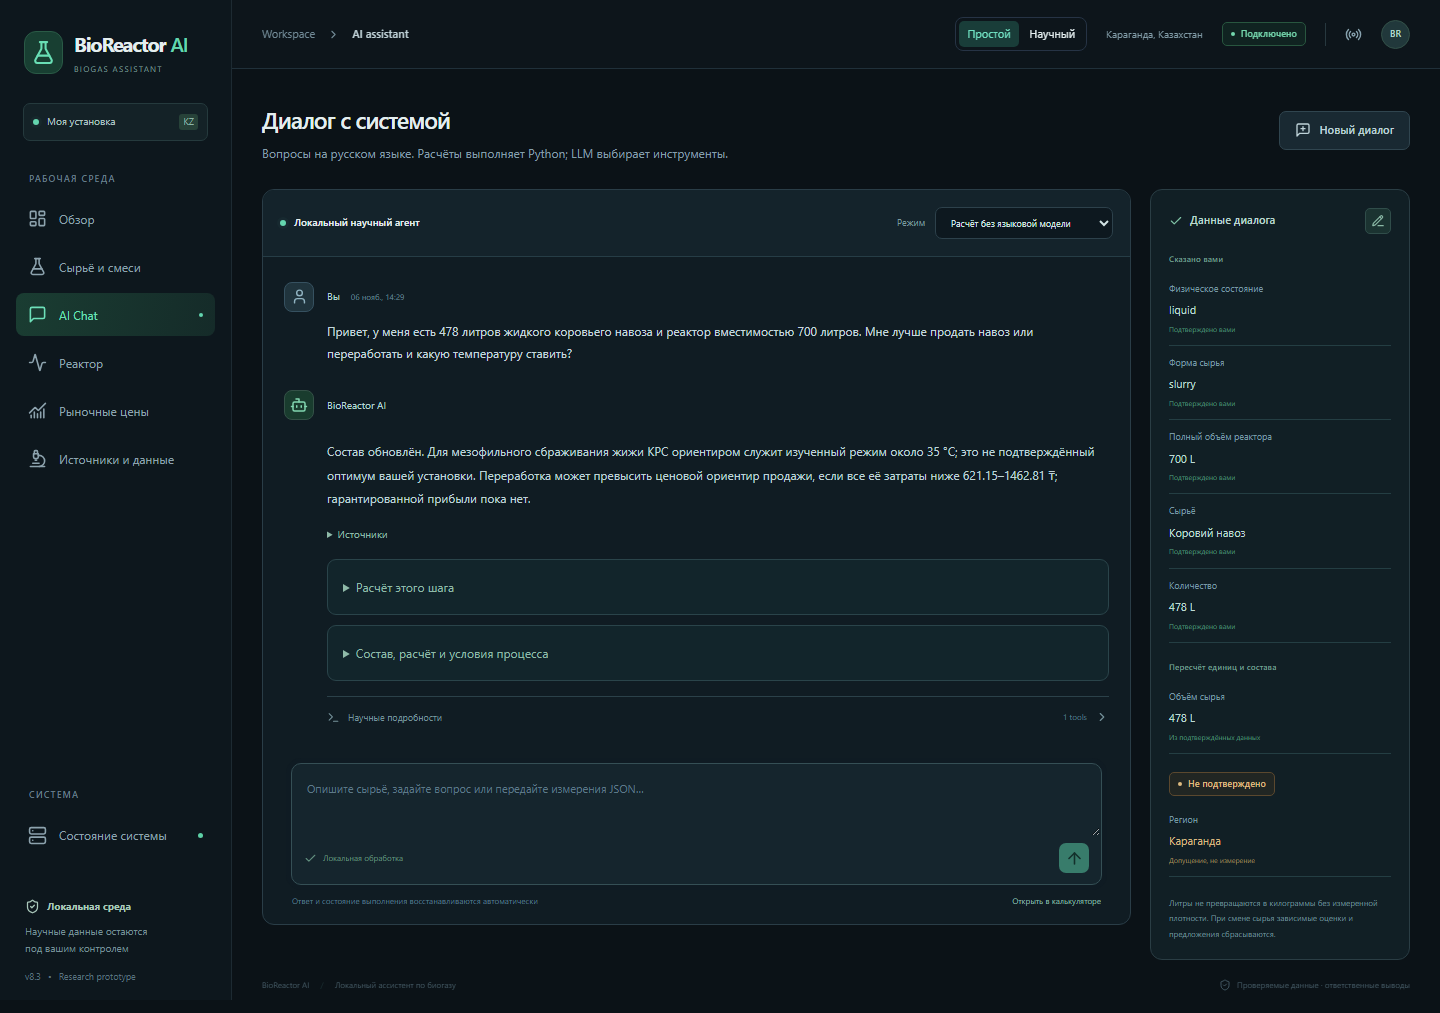 BioReactor AI
BIOGAS ASSISTANT
Моя установка
KZ
РАБОЧАЯ СРЕДА
Обзор
Сырьё и смеси
AI Chat
Реактор
Рыночные цены
Источники и данные
СИСТЕМА
Состояние системы
Локальная среда
Научные данные остаются
под вашим контролем
v8.3 • Research prototype
Workspace
AI assistant
Простой
Научный
Караганда, Казахстан
Подключено
BR
Диалог с системой
Вопросы на русском языке. Расчёты выполняет Python; LLM выбирает инструменты.
Новый диалог
Локальный научный агент
Режим
Расчёт без языковой модели
Вы
06 нояб., 14:29
Привет, у меня есть 478 литров жидкого коровьего навоза и реактор вместимостью 700 литров. Мне лучше продать навоз или
переработать и какую температуру ставить?
BioReactor AI
Состав обновлён. Для мезофильного сбраживания жижи КРС ориентиром служит изученный режим около 35 °C; это не подтверждённый
оптимум вашей установки. Переработка может превысить ценовой ориентир продажи, если все её затраты ниже 621.15–1462.81 ₸;
гарантированной прибыли пока нет.
Источники
Расчёт этого шага
Состав, расчёт и условия процесса
Научные подробности
1 tools
Опишите сырьё, задайте вопрос или передайте измерения JSON...
Локальная обработка
Ответ и состояние выполнения восстанавливаются автоматически
Открыть в калькуляторе
Данные диалога
Сказано вами
Физическое состояние
liquid
Подтверждено вами
Форма сырья
slurry
Подтверждено вами
Полный объём реактора
700 L
Подтверждено вами
Сырьё
Коровий навоз
Подтверждено вами
Количество
478 L
Подтверждено вами
Пересчёт единиц и состава
Объём сырья
478 L
Из подтверждённых данных
Не подтверждено
Регион
Караганда
Допущение, не измерение
Литры не превращаются в килограммы без измеренной
плотности. При смене сырья зависимые оценки и
предложения сбрасываются.
BioReactor AI / Локальный ассистент по биогазу
Проверяемые данные · ответственные выводы